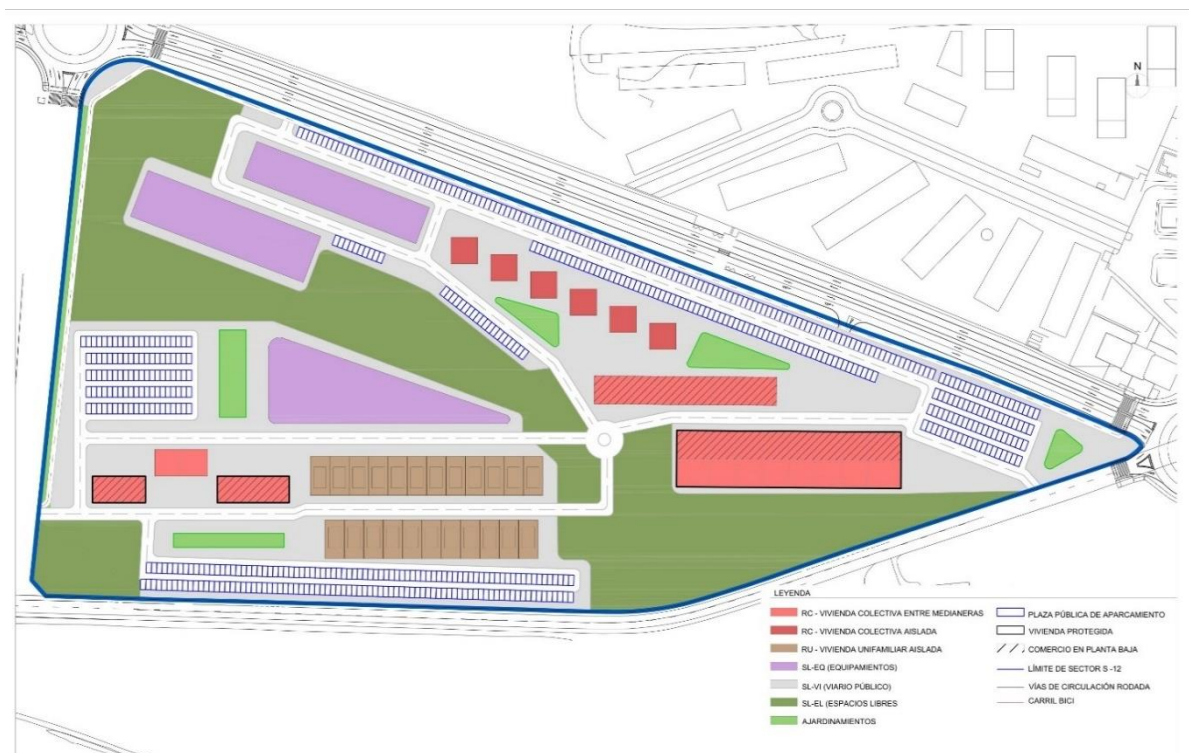 N
LEYENDA
RC - VIVIENDA COLECTIVA ENTRE MEDIANERAS
RC - VIVIENDA COLECTIVA AISLADA
RU - VIVIENDA UNIFAMILIAR AISLADA
SL-EQ (EQUIPAMIENTOS)
SL-VI (VIARIO PÚBLICO)
SL-EL (ESPACIOS LIBRES
AJARDINAMIENTOS
PLAZA PÚBLICA DE APARCAMIENTO
VIVIENDA PROTEGIDA
COMERCIO EN PLANTA BAJA
LÍMITE DE SECTOR S -12
VÍAS DE CIRCULACIÓN RODADA
CARRIL BICI